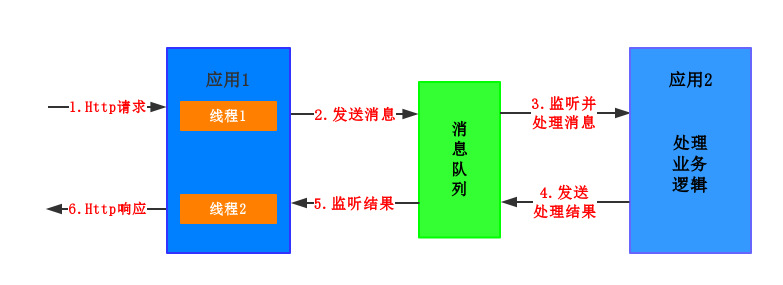 应用1
线程1
1.Http请求
2.发送消息
消
息
队
列
3.监听并
处理消息
应用2
处理
业务
逻辑
4.发送
处理结果
5.监听结果
线程2
6.Http响应